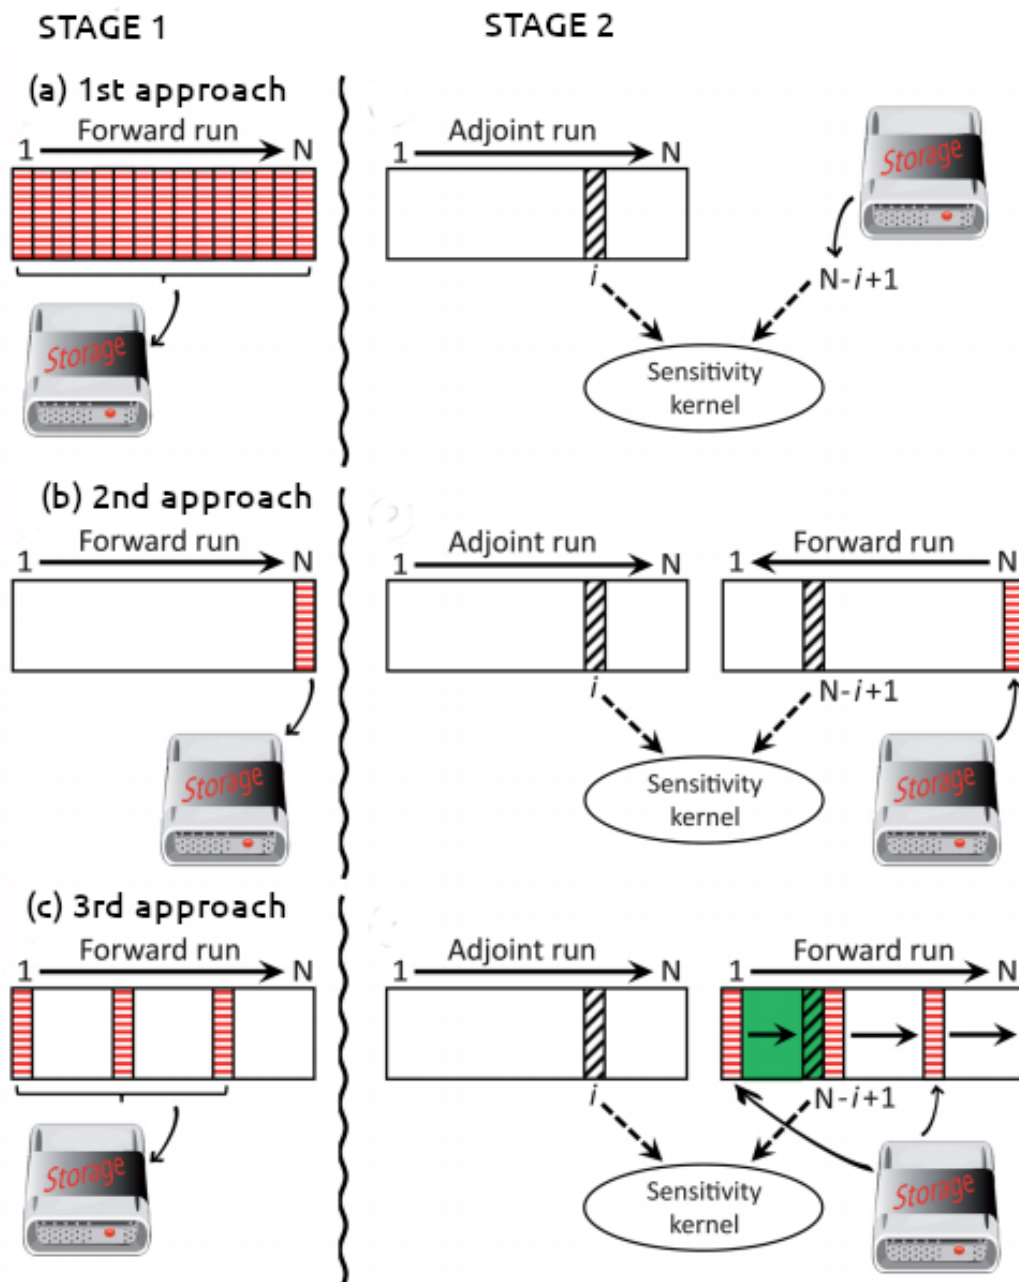 STAGE 1
STAGE 2
(a) 1st approach
Forward run
1 N
Storage
Adjoint run
1 N
i
N-i+1
Storage
Sensitivity
kernel
(b) 2nd approach
Forward run
1 N
Storage
Adjoint run
1 N
i
Forward run
1 N
N-i+1
Sensitivity
kernel
Storage
(c) 3rd approach
Forward run
1 N
Storage
Adjoint run
1 N
i
Forward run
1 N
N-i+1
Sensitivity
kernel
Storage